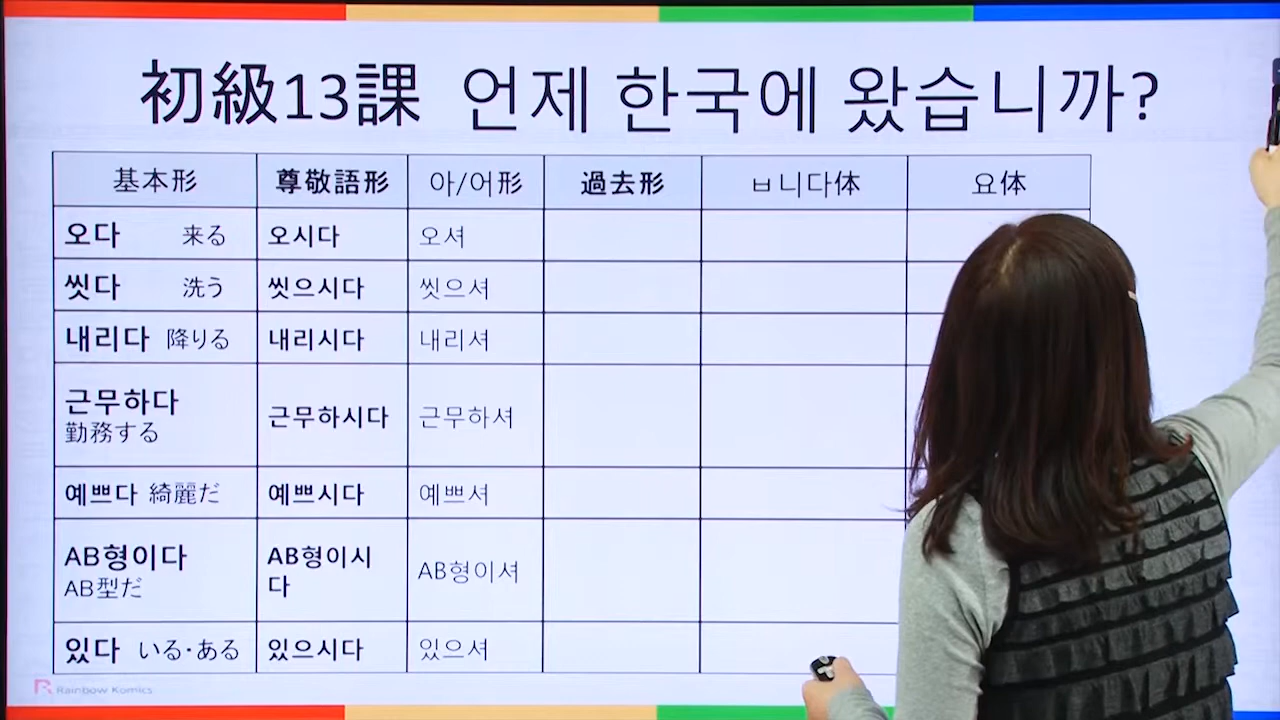 初級13課 언제 한국에 왔습니까?
基本形 尊敬語形 아/어形 過去形 ㅂ니다体 요体
오다 来る 오시다 오셔
씻다 洗う 씻으시다 씻으셔
내리다 降りる 내리시다 내리셔
근무하다
勤務する 근무하시다 근무하셔
예쁘다 綺麗だ 예쁘시다 예쁘셔
AB형이다
AB型だ
AB형이시
다
AB형이셔
있다 いる・ある 있으시다 있으셔
Rainbow Komics